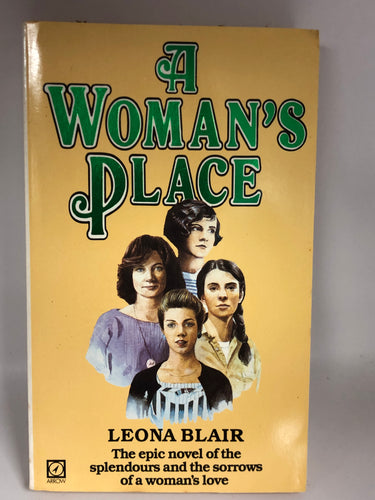 A
WOMAN'S
PLACE
LEONA BLAIR
The epic novel of the
splendours and the sorrows
of a woman's love
ARROW